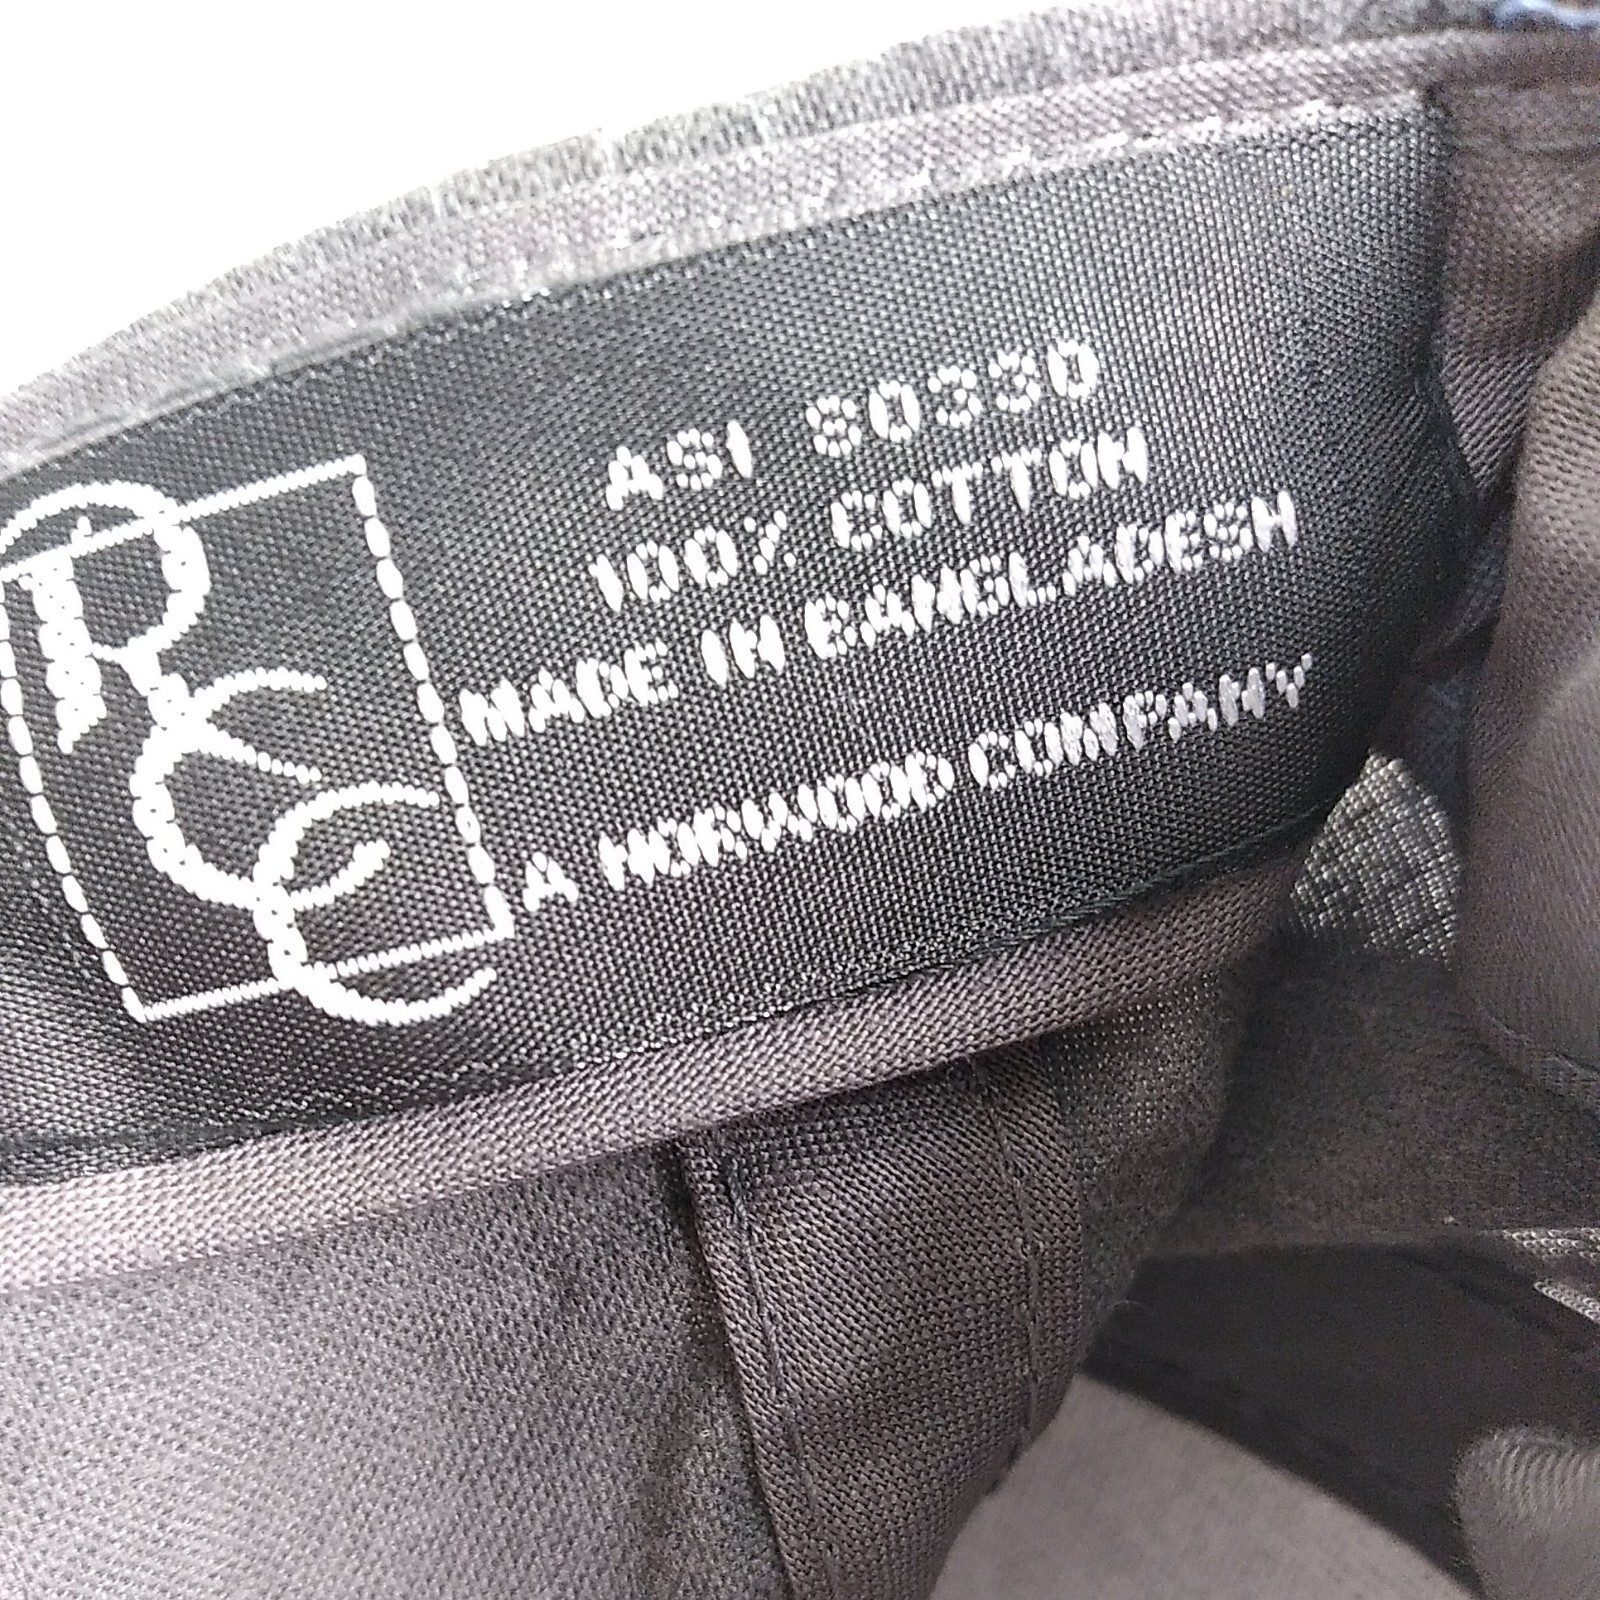 RCC
ASI 80330
100% COTTON
MADE IN BANGLADESH
A NORWOOD COMPANY